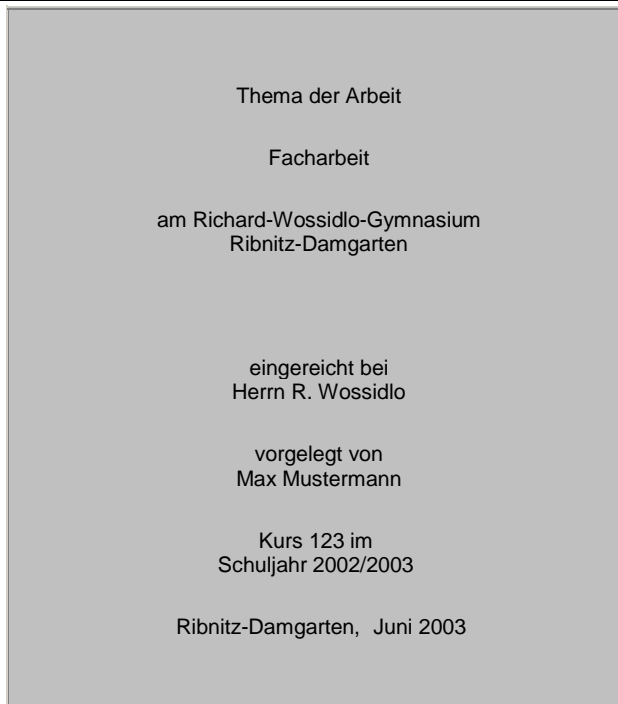 Thema der Arbeit
Facharbeit
am Richard-Wossidlo-Gymnasium
Ribnitz-Damgarten
eingereicht bei
Herrn R. Wossidlo
vorgelegt von
Max Mustermann
Kurs 123 im
Schuljahr 2002/2003
Ribnitz-Damgarten,  Juni 2003